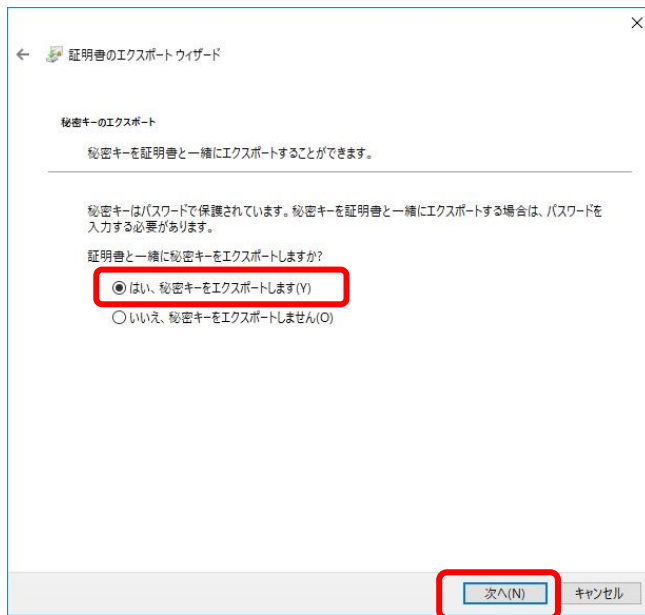 証明書のエクスポート ウィザード
秘密キーのエクスポート
秘密キーを証明書と一緒にエクスポートすることができます。
秘密キーはパスワードで保護されています。秘密キーを証明書と一緒にエクスポートする場合は、パスワードを
入力する必要があります。
証明書と一緒に秘密キーをエクスポートしますか?
はい、秘密キーをエクスポートします(Y)
いいえ、秘密キーをエクスポートしません(O)
次へ(N) キャンセル